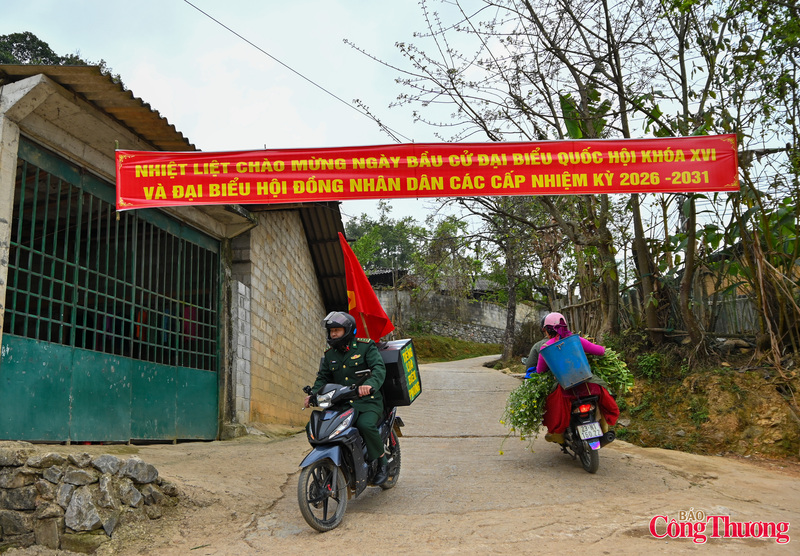 NHIỆT LIỆT CHÀO MỪNG NGÀY BẦU CỬ ĐẠI BIỂU QUỐC HỘI KHÓA XVI
VÀ ĐẠI BIỂU HỘI ĐỒNG NHÂN DÂN CÁC CẤP NHIỆM KỲ 2026 -2031
BÁO
Công Thương